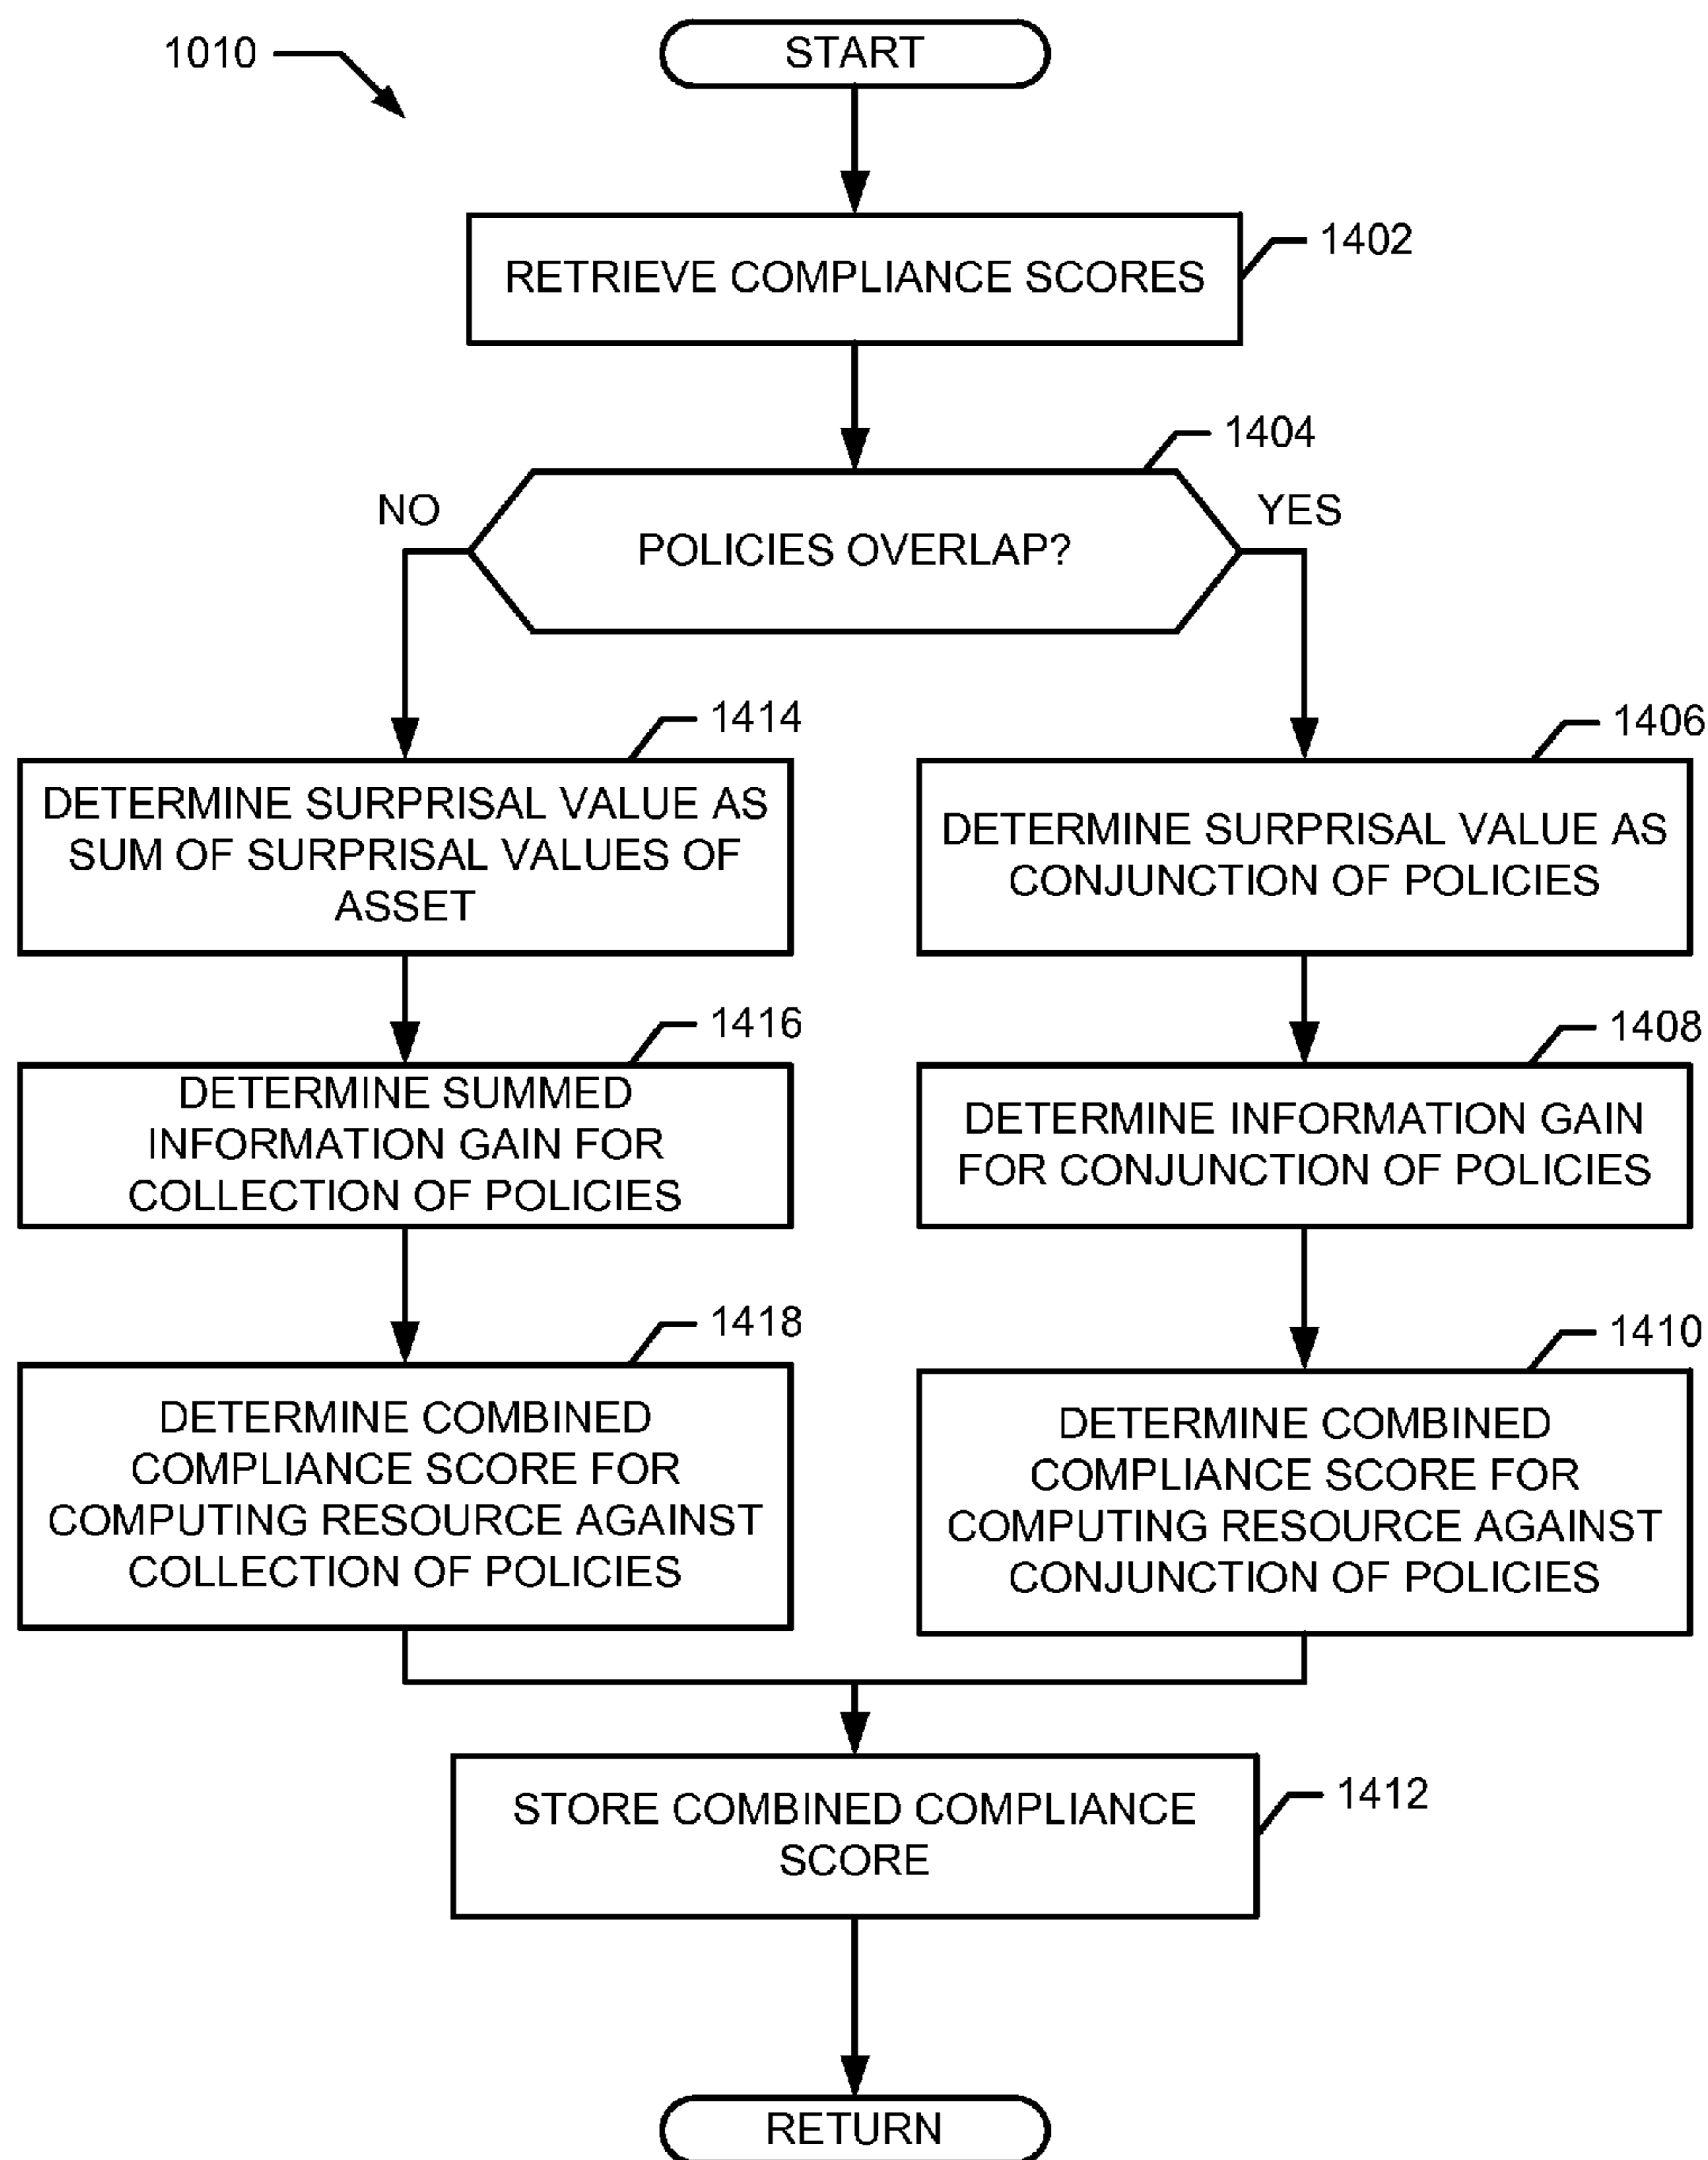 1010
START
RETRIEVE COMPLIANCE SCORES
1402
1404
NO
YES
POLICIES OVERLAP?
1414
DETERMINE SURPRISAL VALUE AS
SUM OF SURPRISAL VALUES OF
ASSET
1406
DETERMINE SURPRISAL VALUE AS
CONJUNCTION OF POLICIES
1416
DETERMINE SUMMED
INFORMATION GAIN FOR
COLLECTION OF POLICIES
1408
DETERMINE INFORMATION GAIN
FOR CONJUNCTION OF POLICIES
1418
DETERMINE COMBINED
COMPLIANCE SCORE FOR
COMPUTING RESOURCE AGAINST
COLLECTION OF POLICIES
1410
DETERMINE COMBINED
COMPLIANCE SCORE FOR
COMPUTING RESOURCE AGAINST
CONJUNCTION OF POLICIES
STORE COMBINED COMPLIANCE
SCORE
1412
RETURN